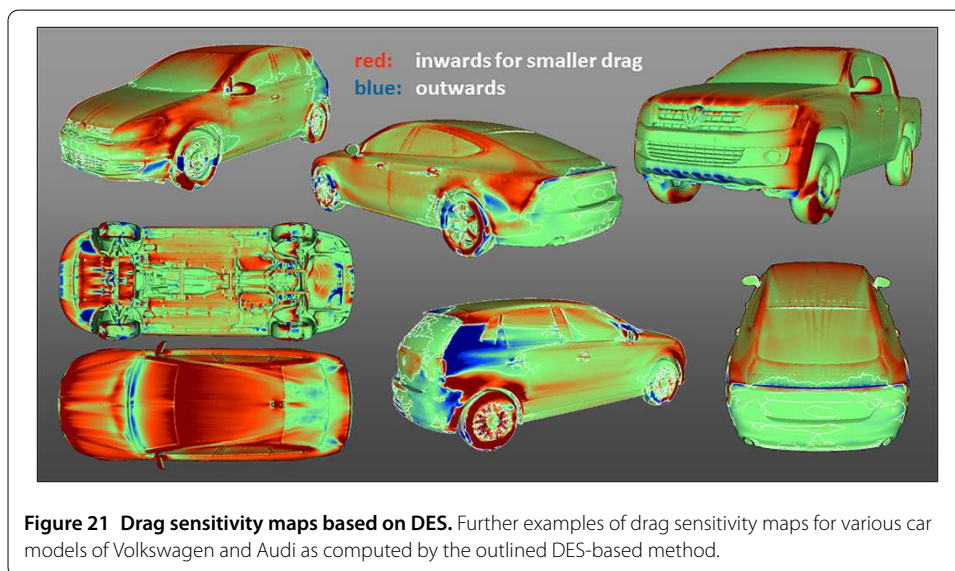 red: inwards for smaller drag
blue: outwards
Figure 21 Drag sensitivity maps based on DES. Further examples of drag sensitivity maps for various car
models of Volkswagen and Audi as computed by the outlined DES-based method.